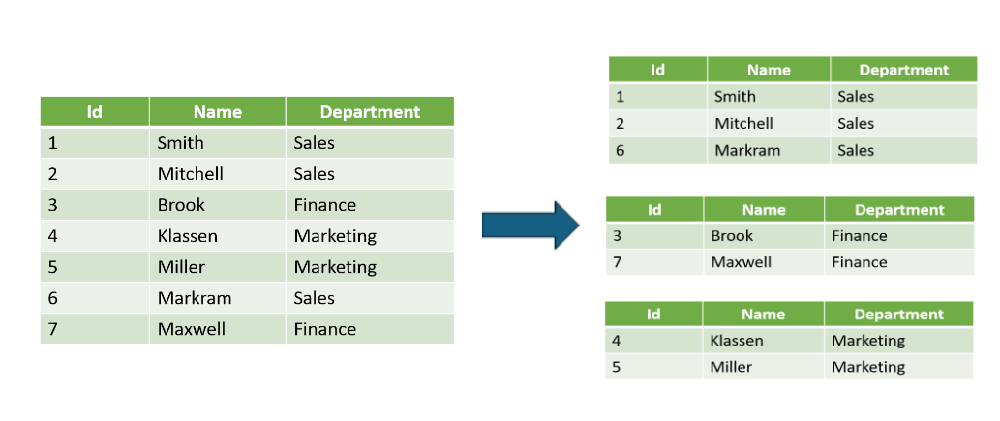 Id Name Department
1 Smith Sales
2 Mitchell Sales
3 Brook Finance
4 Klassen Marketing
5 Miller Marketing
6 Markram Sales
7 Maxwell Finance
Id Name Department
1 Smith Sales
2 Mitchell Sales
6 Markram Sales
Id Name Department
3 Brook Finance
7 Maxwell Finance
Id Name Department
4 Klassen Marketing
5 Miller Marketing